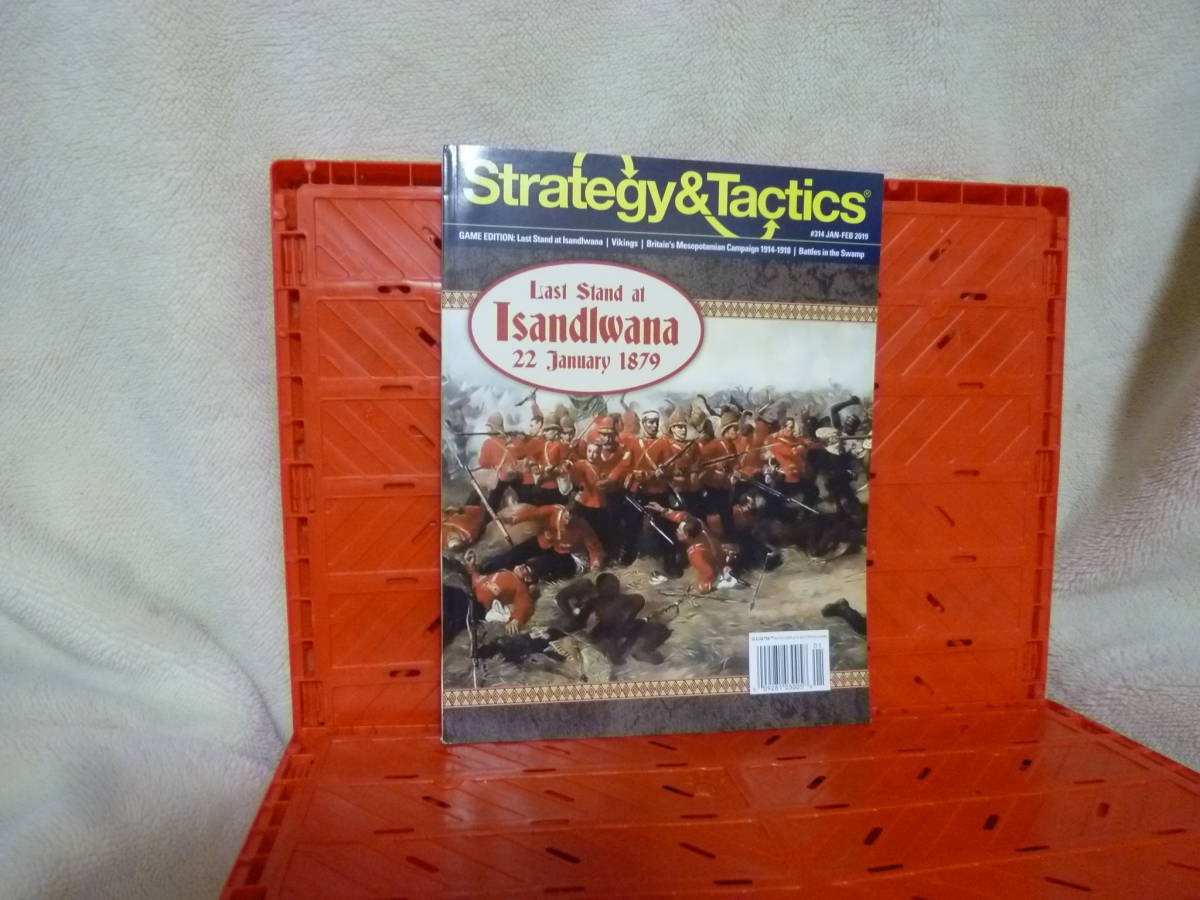 Strategy&Tactics®
#314 JAN-FEB 2019
GAME EDITION: Last Stand at Isandlwana | Vikings | Britain's Mesopotamian Campaign 1914-1918 | Battles in the Swamp
Last Stand at
Isandlwana
22 January 1879
01